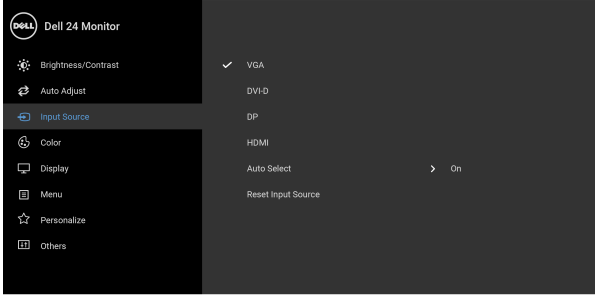 DELL Dell 24 Monitor
Brightness/Contrast
Auto Adjust
Input Source
Color
Display
Menu
Personalize
Others
VGA
DVI-D
DP
HDMI
Auto Select On
Reset Input Source